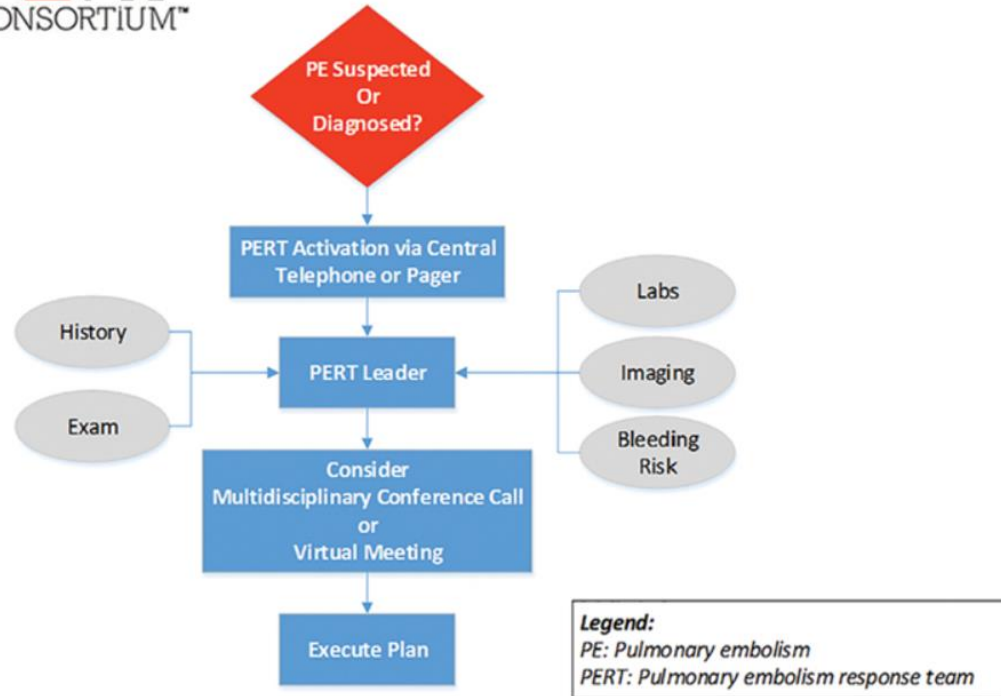 CONSORTIUM™
PE Suspected
Or
Diagnosed?
PERT Activation via Central
Telephone or Pager
History
Exam
PERT Leader
Labs
Imaging
Bleeding
Risk
Consider
Multidisciplinary Conference Call
or
Virtual Meeting
Execute Plan
Legend:
PE: Pulmonary embolism
PERT: Pulmonary embolism response team